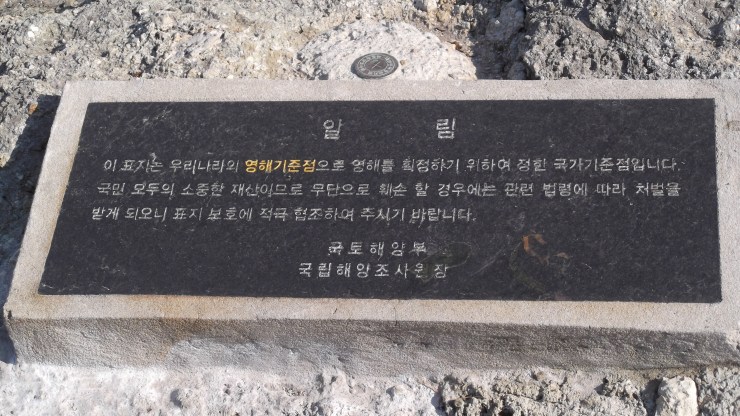 알 림
이 표지는 우리나라의 영해기준점으로 영해를 획정하기 위하여 정한 국가기준점입니다.
국민 모두의 소중한 재산이므로 무단으로 훼손 할 경우에는 관련 법령에 따라 처벌을
받게 되오니 표지 보호에 적극 협조하여 주시기 바랍니다.
국토해양부
국립해양조사원장